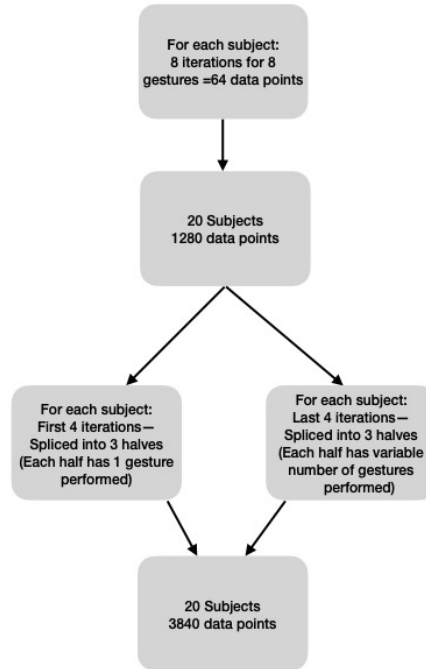 For each subject:
8 iterations for 8
gestures =64 data points
20 Subjects
1280 data points
For each subject:
First 4 iterations—
Spliced into 3 halves
(Each half has 1 gesture
performed)
For each subject:
Last 4 iterations—
Spliced into 3 halves
(Each half has variable
number of gestures
performed)
20 Subjects
3840 data points